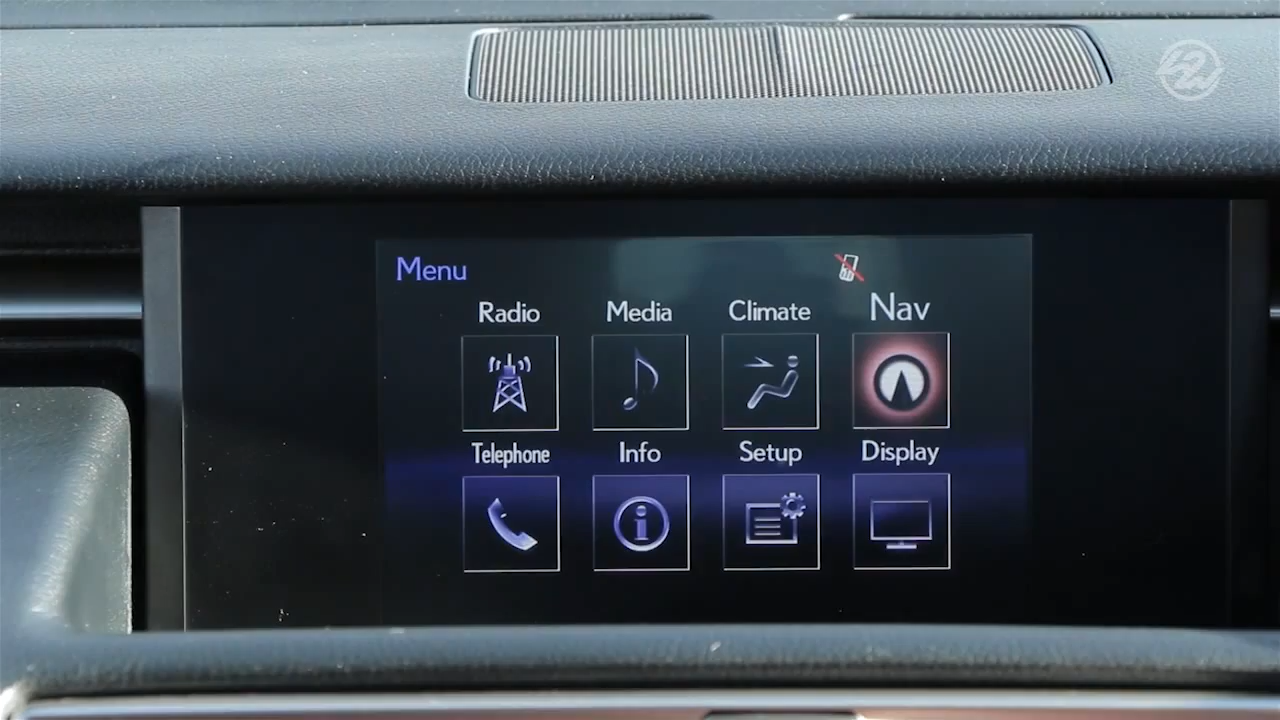 Menu
Radio
Media
Climate
Nav
Telephone
Info
Setup
Display